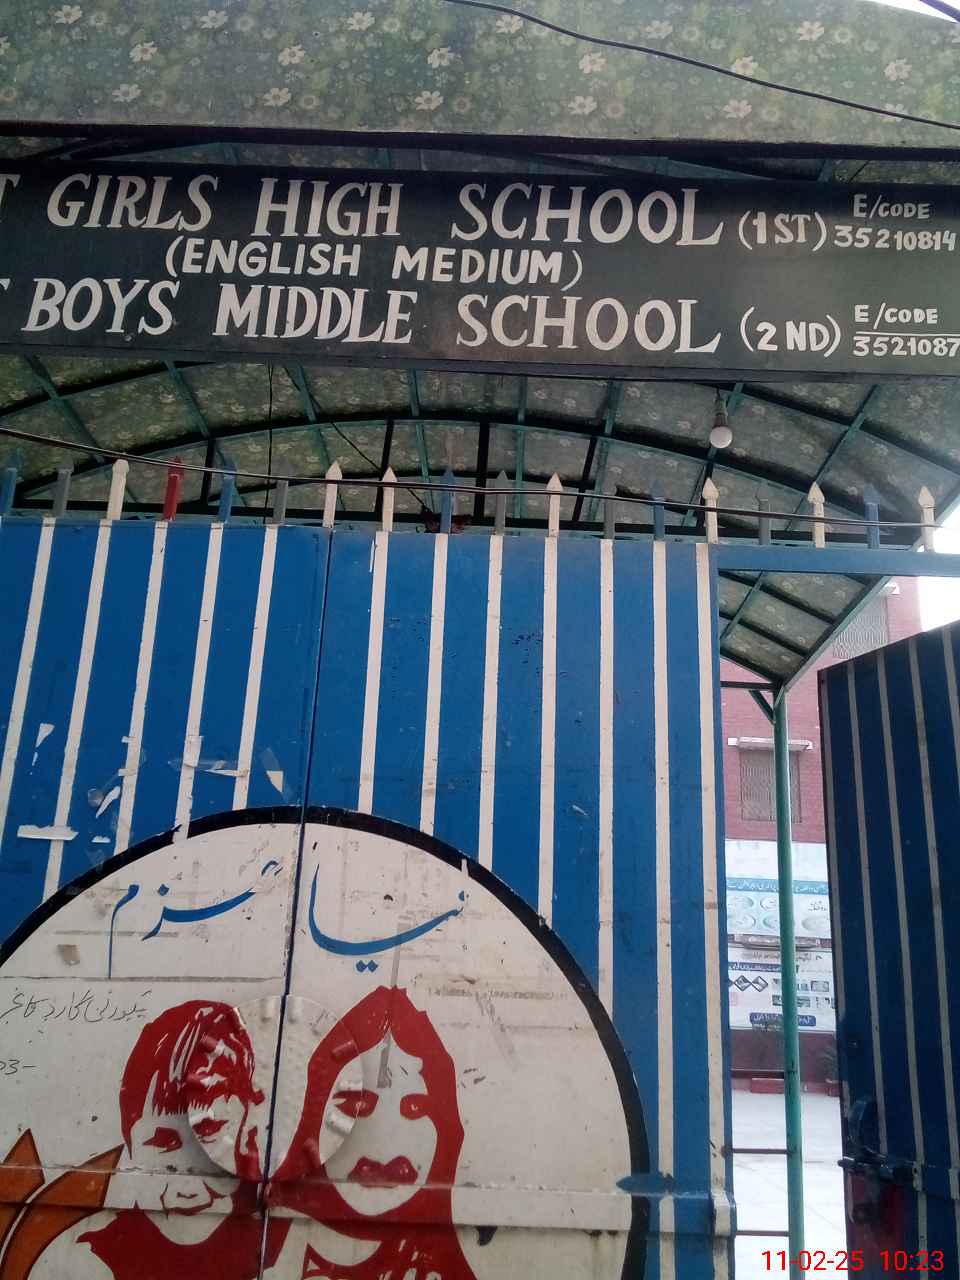 T GIRLS HIGH SCHOOL (1ST) E/CODE 35210814
(ENGLISH MEDIUM)
T BOYS MIDDLE SCHOOL (2ND) E/CODE 3521087
نیا عزم
03-
11-02-25 10:23